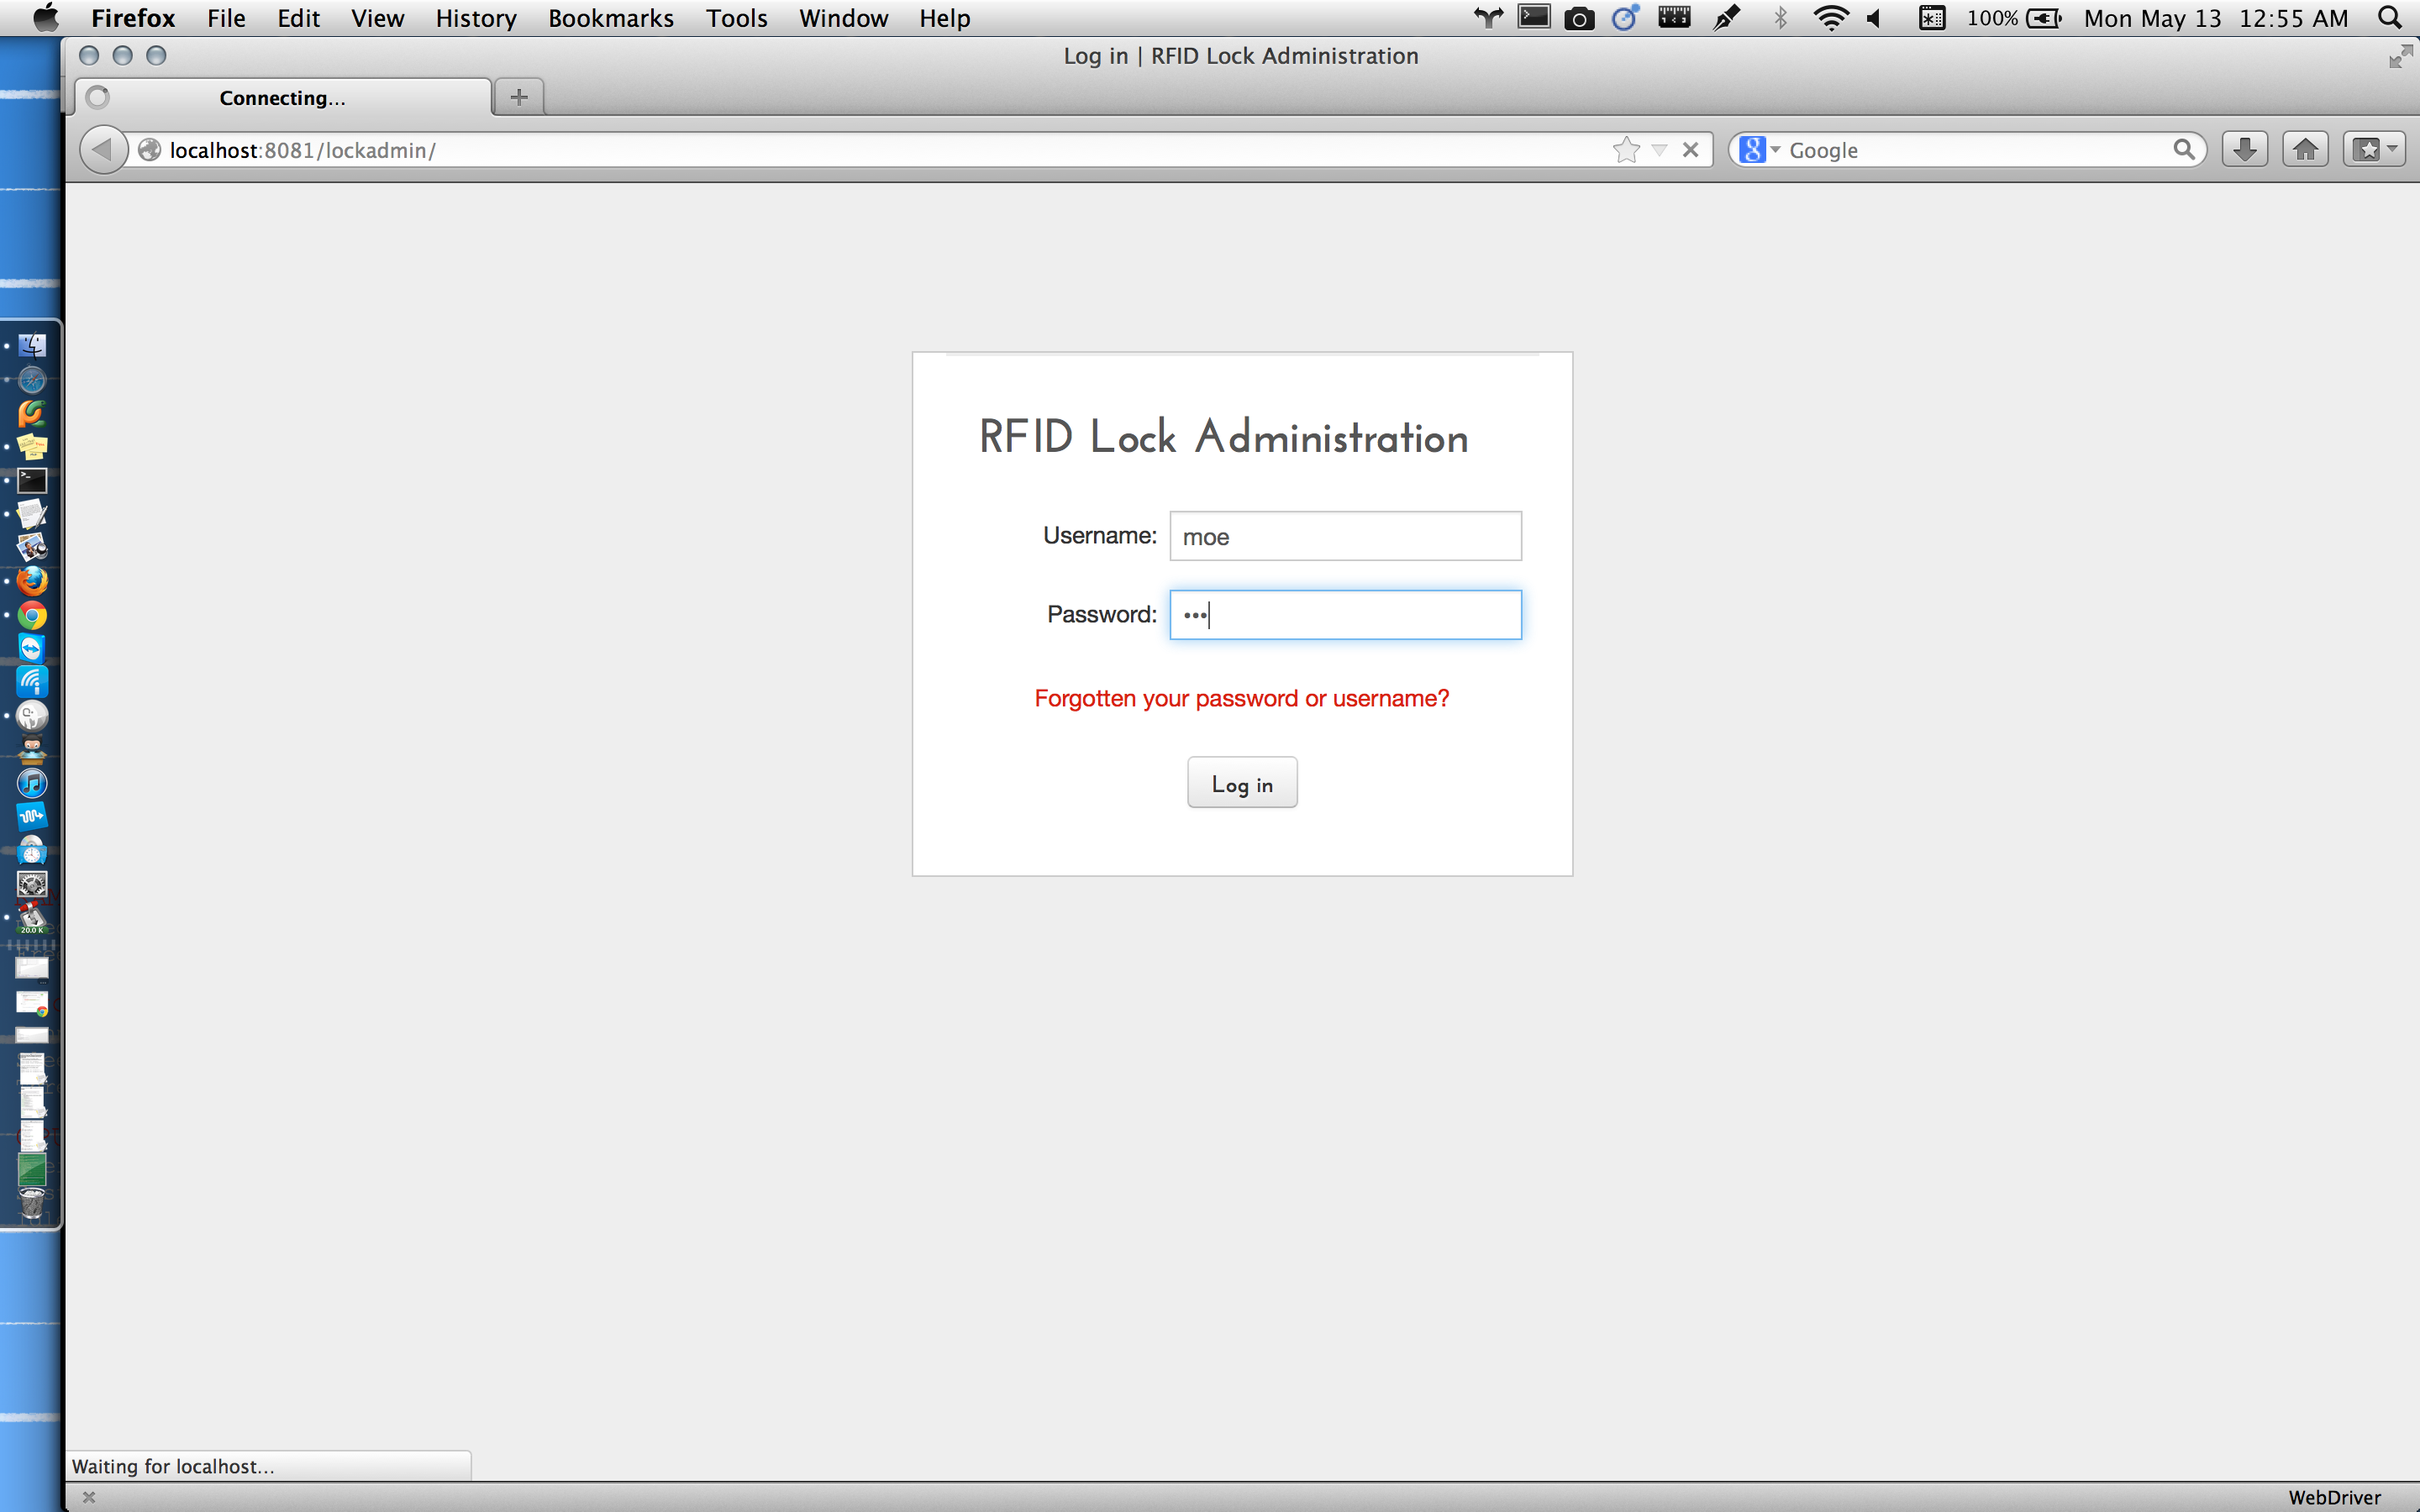 Firefox File Edit View History Bookmarks Tools Window Help 100% Mon May 13 12:55 AM
Log in | RFID Lock Administration
Connecting...
localhost:8081/lockadmin/ Google
RFID Lock Administration
Username: moe
Password: •••
Forgotten your password or username?
Log in
20.0 K
Waiting for localhost...
WebDriver